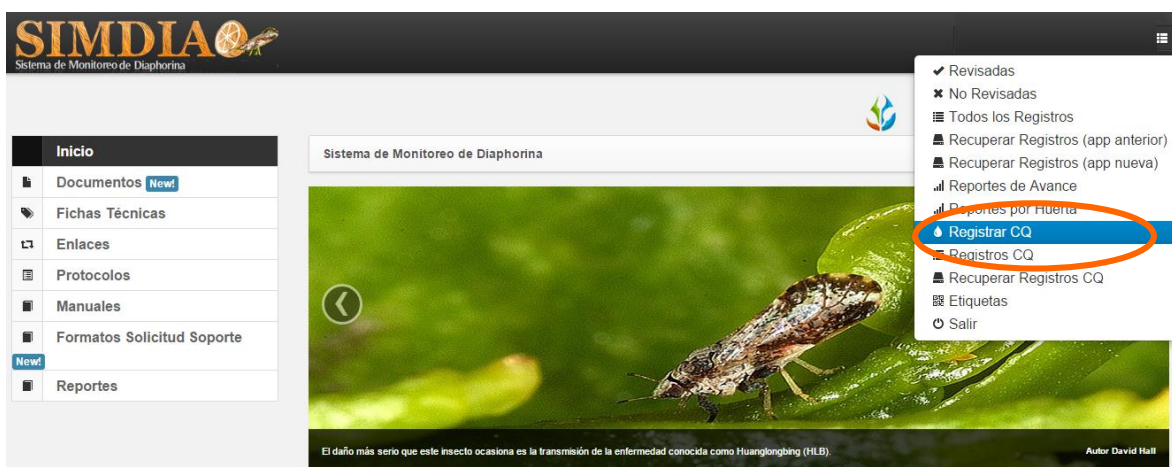 SIMDIA
Sistema de Monitoreo de Diaphorina
Revisadas
No Revisadas
Todos los Registros
Recuperar Registros (app anterior)
Recuperar Registros (app nueva)
Reportes de Avance
Reportes por Huerta
Registrar CQ
Registros CQ
Recuperar Registros CQ
Etiquetas
Salir
Inicio
Documentos New!
Fichas Técnicas
Enlaces
Protocolos
Manuales
Formatos Solicitud Soporte
New!
Reportes
Sistema de Monitoreo de Diaphorina
El daño más serio que este insecto ocasiona es la transmisión de la enfermedad conocida como Huanglongbing (HLB).
Autor David Hall